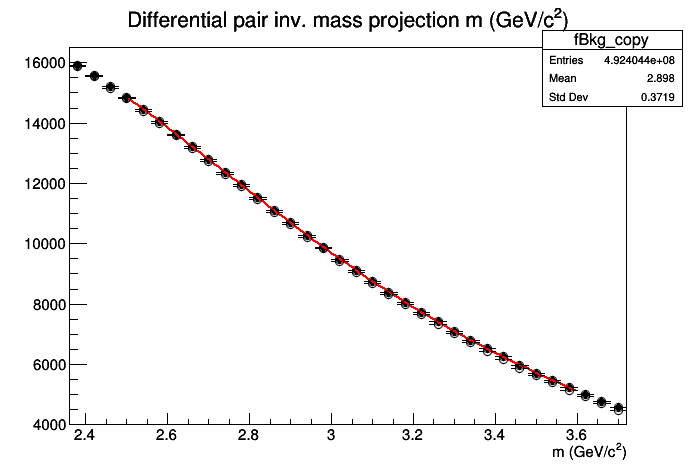 Differential pair inv. mass projection m (GeV/c²)
fBkg_copy
Entries 4.924044e+08
Mean 2.898
Std Dev 0.3719
16000
14000
12000
10000
8000
6000
4000
2.4 2.6 2.8 3 3.2 3.4 3.6
m (GeV/c²)